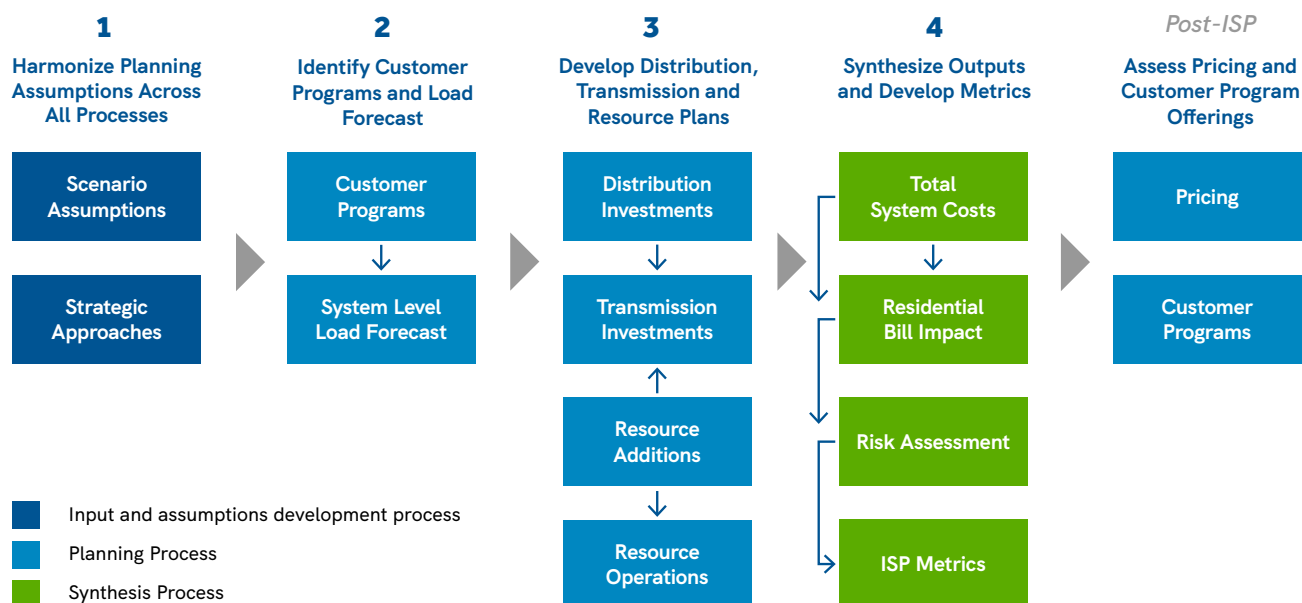 1
Harmonize Planning
Assumptions Across
All Processes
Scenario
Assumptions
Strategic
Approaches
2
Identify Customer
Programs and Load
Forecast
Customer
Programs
System Level
Load Forecast
3
Develop Distribution,
Transmission and
Resource Plans
Distribution
Investments
Transmission
Investments
Resource
Additions
Resource
Operations
4
Synthesize Outputs
and Develop Metrics
Total
System Costs
Residential
Bill Impact
Risk Assessment
ISP Metrics
Post-ISP
Assess Pricing and
Customer Program
Offerings
Pricing
Customer
Programs
Input and assumptions development process
Planning Process
Synthesis Process